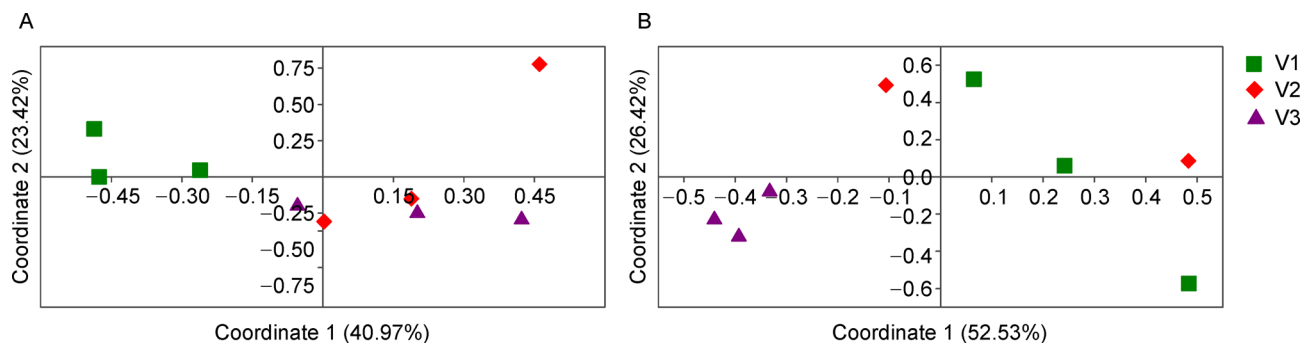 A
Coordinate 2 (23.42%)
0.75
0.50
0.25
−0.45 −0.30 −0.15 0.15 0.30 0.45
−0.25
−0.50
−0.75
Coordinate 1 (40.97%)
B
Coordinate 2 (26.42%)
0.6
0.4
0.2
0.0
−0.5 −0.4 −0.3 −0.2 −0.1 0.1 0.2 0.3 0.4 0.5
−0.2
−0.4
−0.6
Coordinate 1 (52.53%)
V1
V2
V3